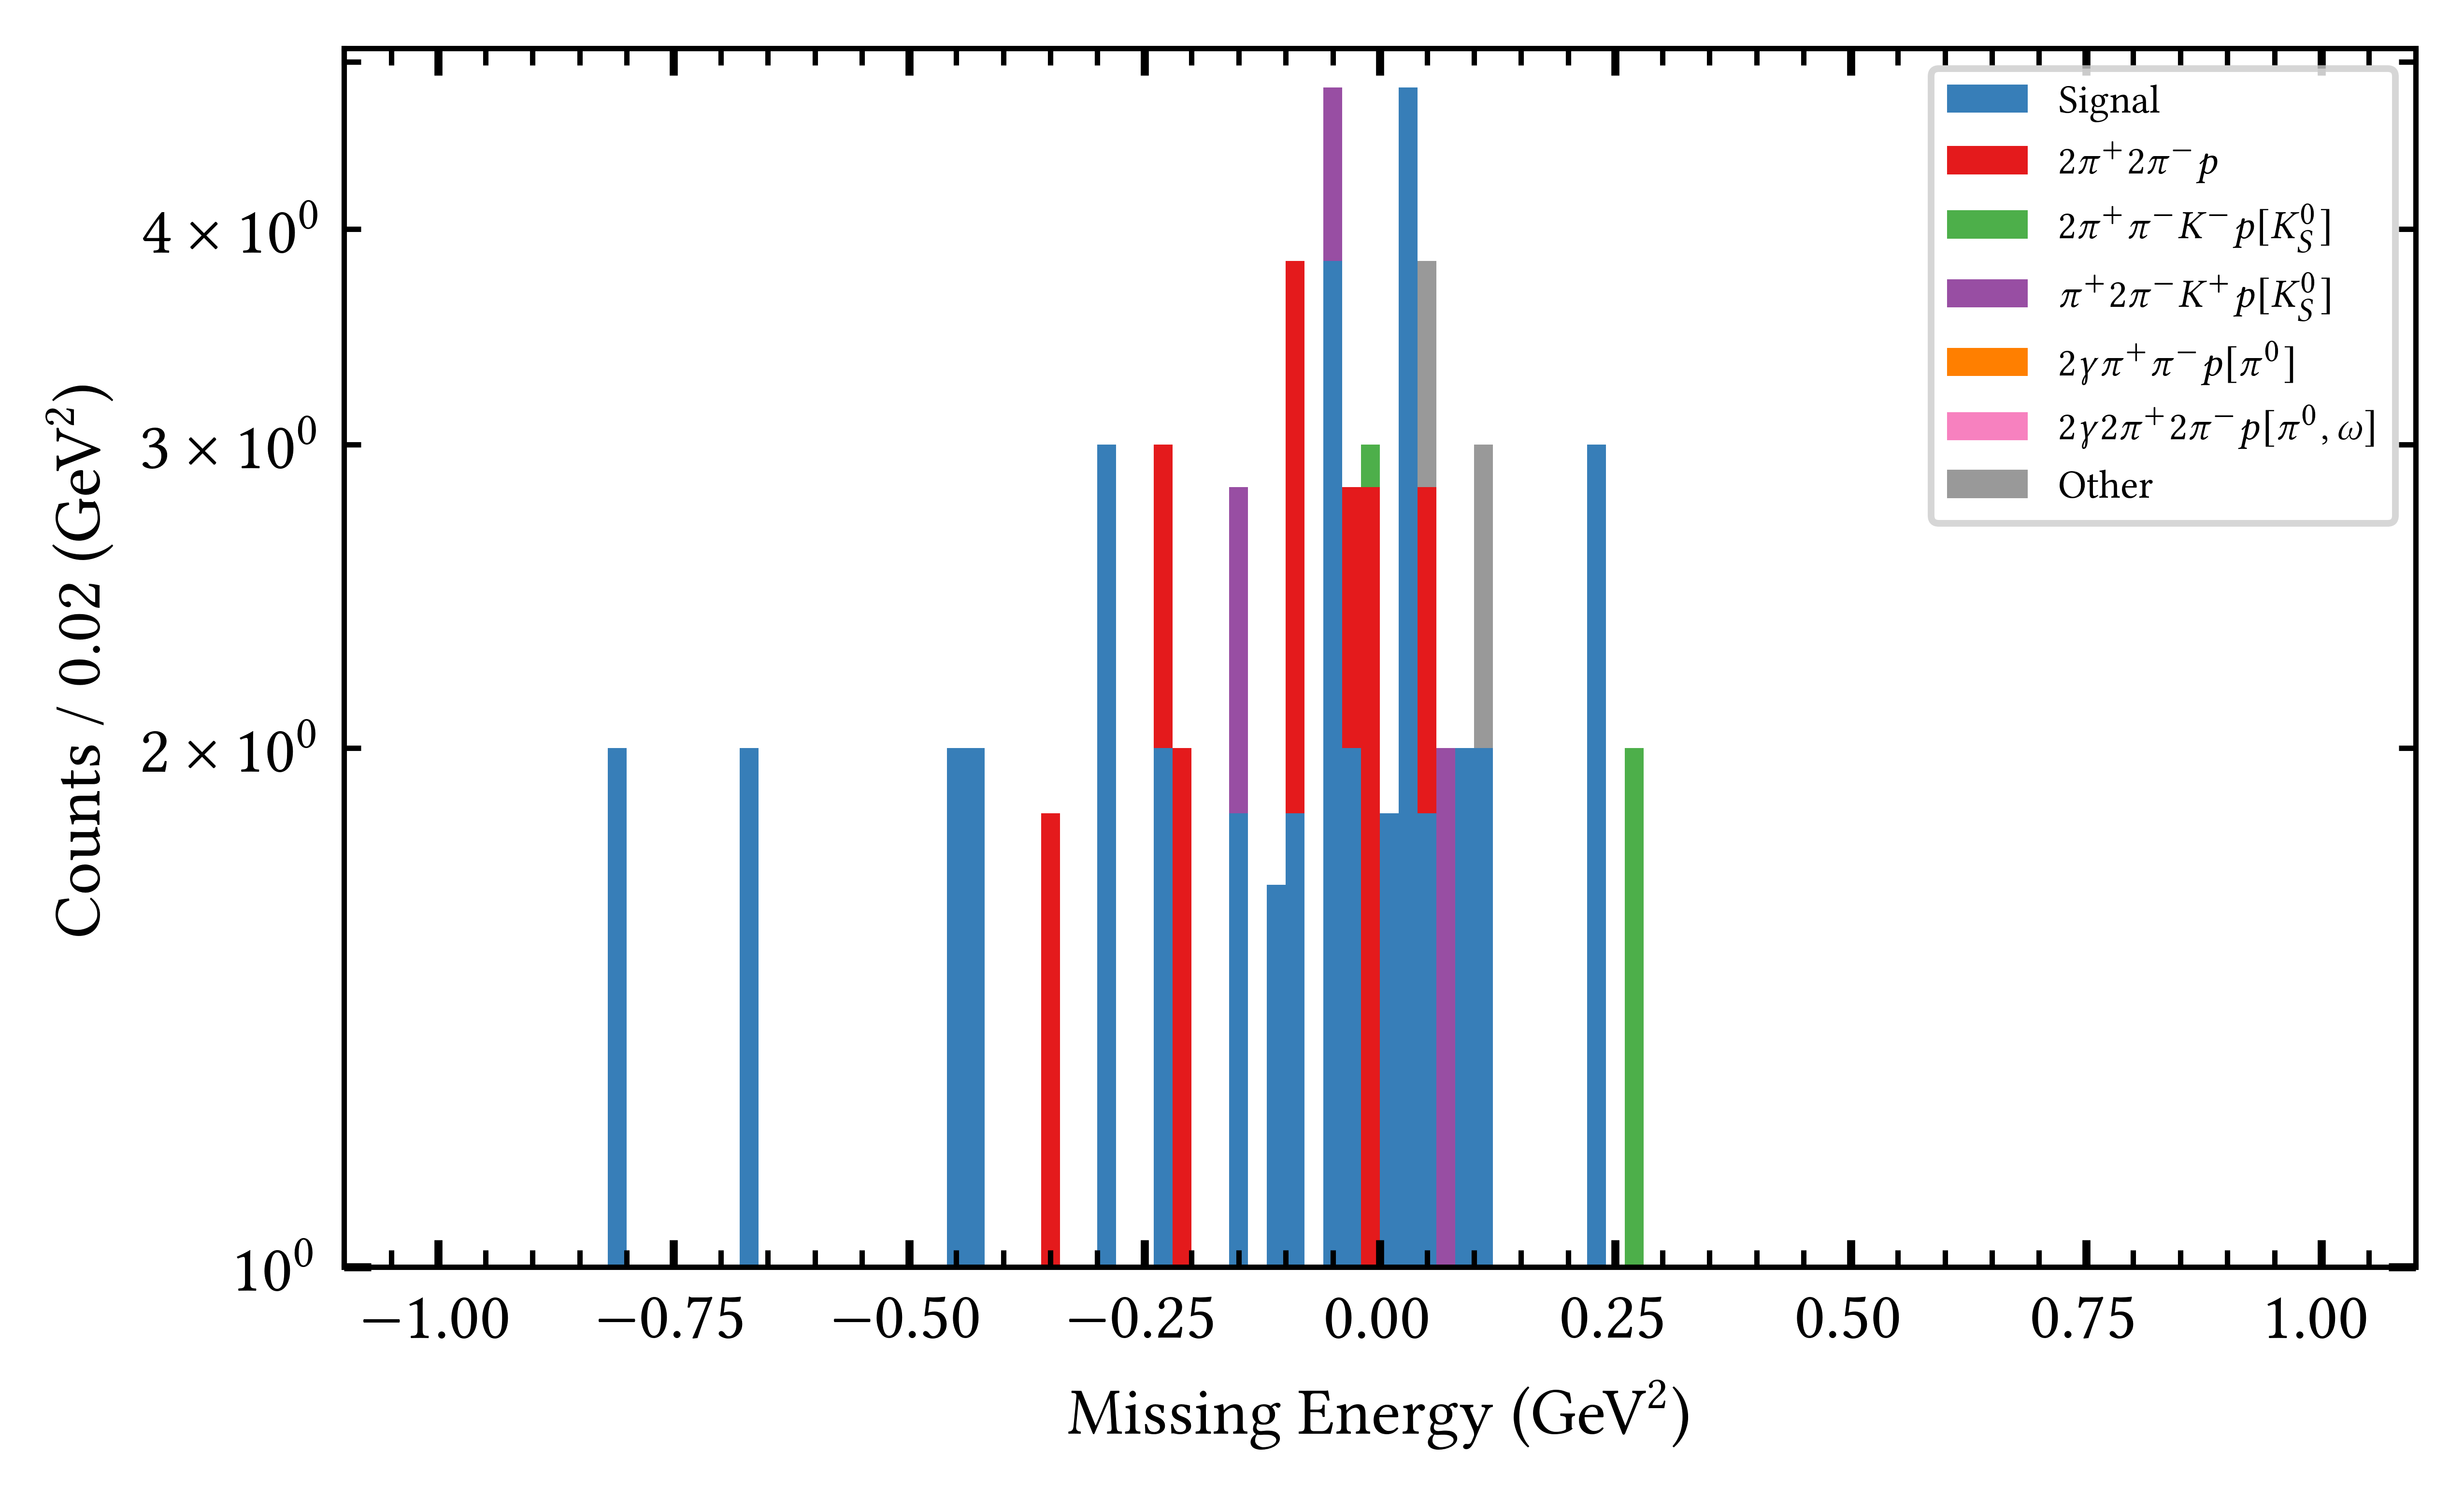 Counts / 0.02 (GeV²)
4 × 10⁰
3 × 10⁰
2 × 10⁰
10⁰
Signal
2π⁺2π⁻p
2π⁺π⁻K⁻p[K⁰_S]
π⁺2π⁻K⁺p[K⁰_S]
2γπ⁺π⁻p[π⁰]
2γ2π⁺2π⁻p[π⁰, ω]
Other
−1.00 −0.75 −0.50 −0.25 0.00 0.25 0.50 0.75 1.00
Missing Energy (GeV²)